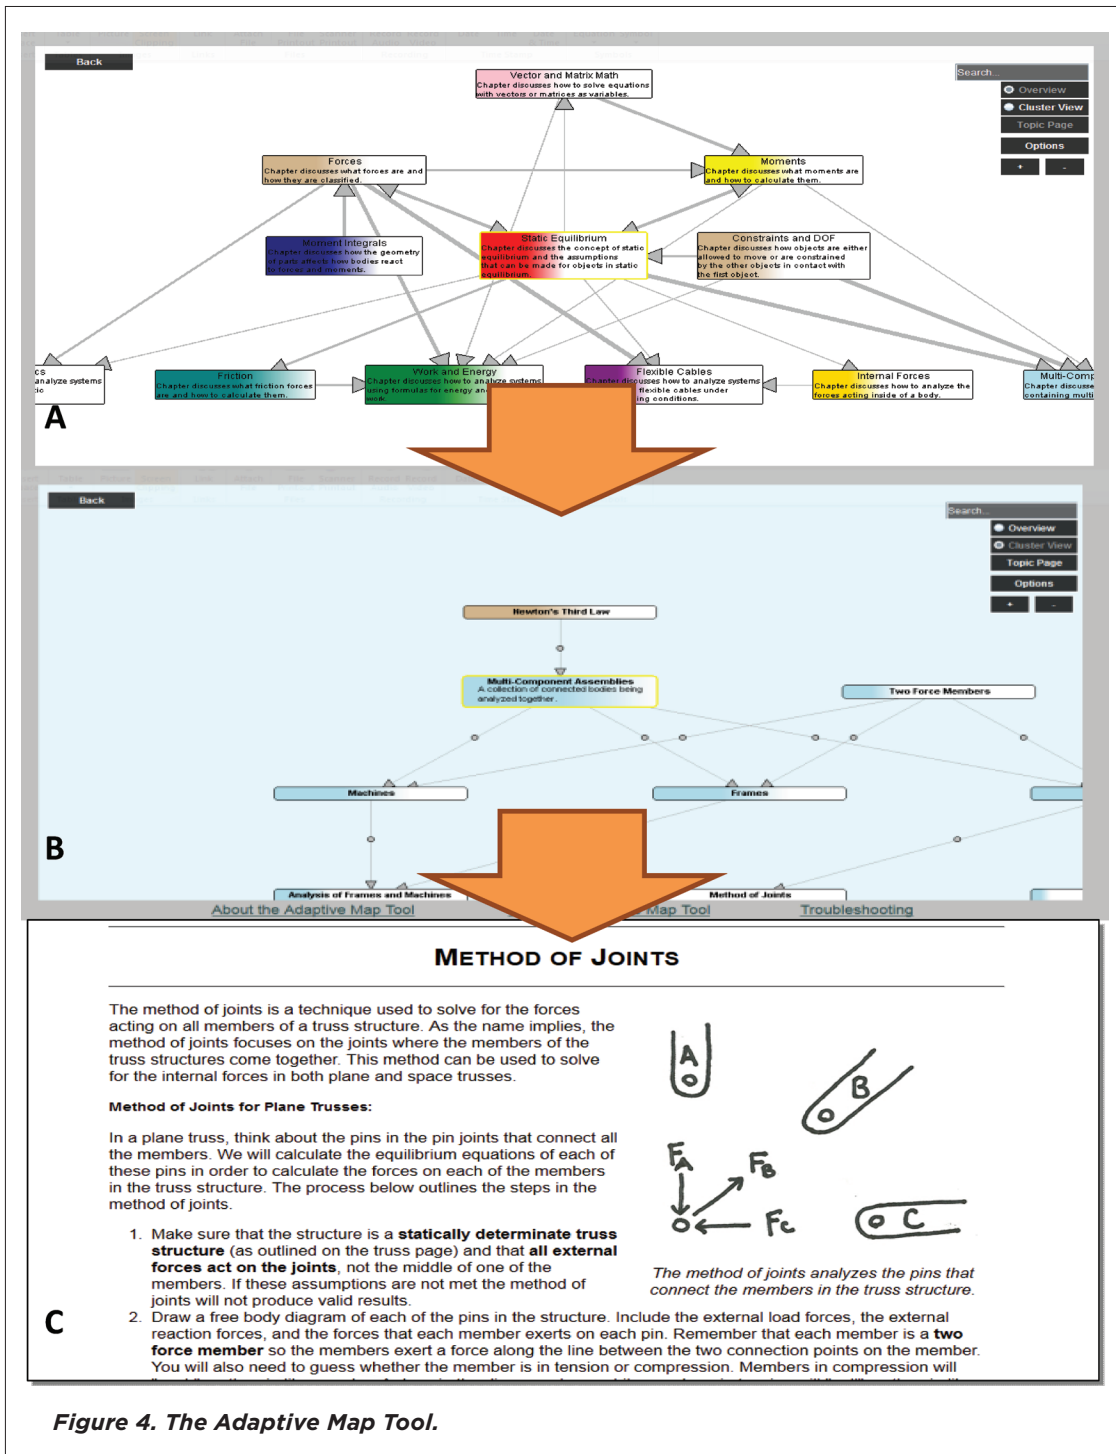 Back
Search...
Overview
Cluster View
Topic Page
Options
+ -
Vector and Matrix Math
Chapter discusses how to solve equations
with vectors or matrices as variables.
Forces
Chapter discusses what forces are and
how they are classified.
Moments
Chapter discusses what moments are
and how to calculate them.
Moment Integrals
Chapter discusses how the geometry
of parts affects how bodies react
to forces and moments.
Static Equilibrium
Chapter discusses the concept of static
equilibrium and the assumptions
that can be made for objects in static
equilibrium.
Constraints and DOF
Chapter discusses how objects are either
allowed to move or are constrained
by the other objects in contact with
the first object.
cs
analyze systems
tic
Friction
Chapter discusses what friction forces
are and how to calculate them.
Work and Energy
Chapter discusses how to analyze systems
using formulas for energy and
work.
Flexible Cables
Chapter discusses how to analyze systems
flexible cables under
ing conditions.
Internal Forces
Chapter discusses how to analyze the
forces acting inside of a body.
Multi-Comp
Chapter discusse
containing multi
A
Back
Search...
Overview
Cluster View
Topic Page
Options
+ -
Newton's Third Law
Multi-Component Assemblies
A collection of connected bodies being
analyzed together.
Two Force Members
Machines
Frames
B
Analysis of Frames and Machines
Method of Joints
About the Adaptive Map Tool
Map Tool
Troubleshooting
METHOD OF JOINTS
The method of joints is a technique used to solve for the forces
acting on all members of a truss structure. As the name implies, the
method of joints focuses on the joints where the members of the
truss structures come together. This method can be used to solve
for the internal forces in both plane and space trusses.
Method of Joints for Plane Trusses:
In a plane truss, think about the pins in the pin joints that connect all
the members. We will calculate the equilibrium equations of each of
these pins in order to calculate the forces on each of the members
in the truss structure. The process below outlines the steps in the
method of joints.
1. Make sure that the structure is a statically determinate truss
structure (as outlined on the truss page) and that all external
forces act on the joints, not the middle of one of the
members. If these assumptions are not met the method of
joints will not produce valid results.
A
B
FA
FB
FC
C
The method of joints analyzes the pins that
connect the members in the truss structure.
C
2. Draw a free body diagram of each of the pins in the structure. Include the external load forces, the external
reaction forces, and the forces that each member exerts on each pin. Remember that each member is a two
force member so the members exert a force along the line between the two connection points on the member.
You will also need to guess whether the member is in tension or compression. Members in compression will
Figure 4. The Adaptive Map Tool.